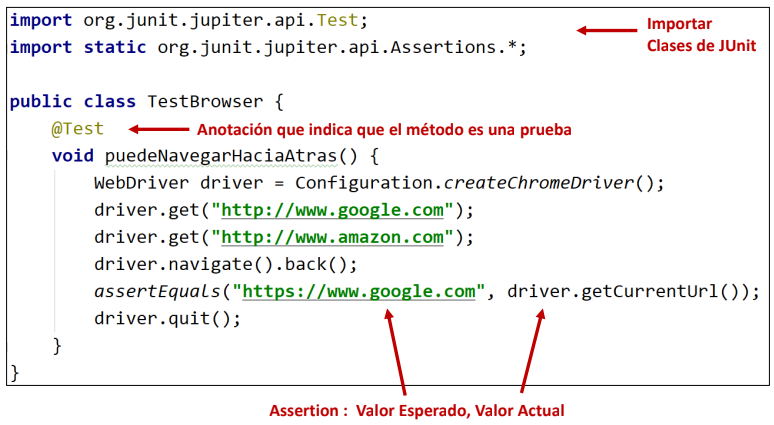 import org.junit.jupiter.api.Test;
import static org.junit.jupiter.api.Assertions.*;
Importar
Clases de JUnit
public class TestBrowser {
@Test
Anotación que indica que el método es una prueba
void puedeNavegarHaciaAtras() {
WebDriver driver = Configuration.createChromeDriver();
driver.get("http://www.google.com");
driver.get("http://www.amazon.com");
driver.navigate().back();
assertEquals("https://www.google.com", driver.getCurrentUrl());
driver.quit();
}
}
Assertion : Valor Esperado, Valor Actual